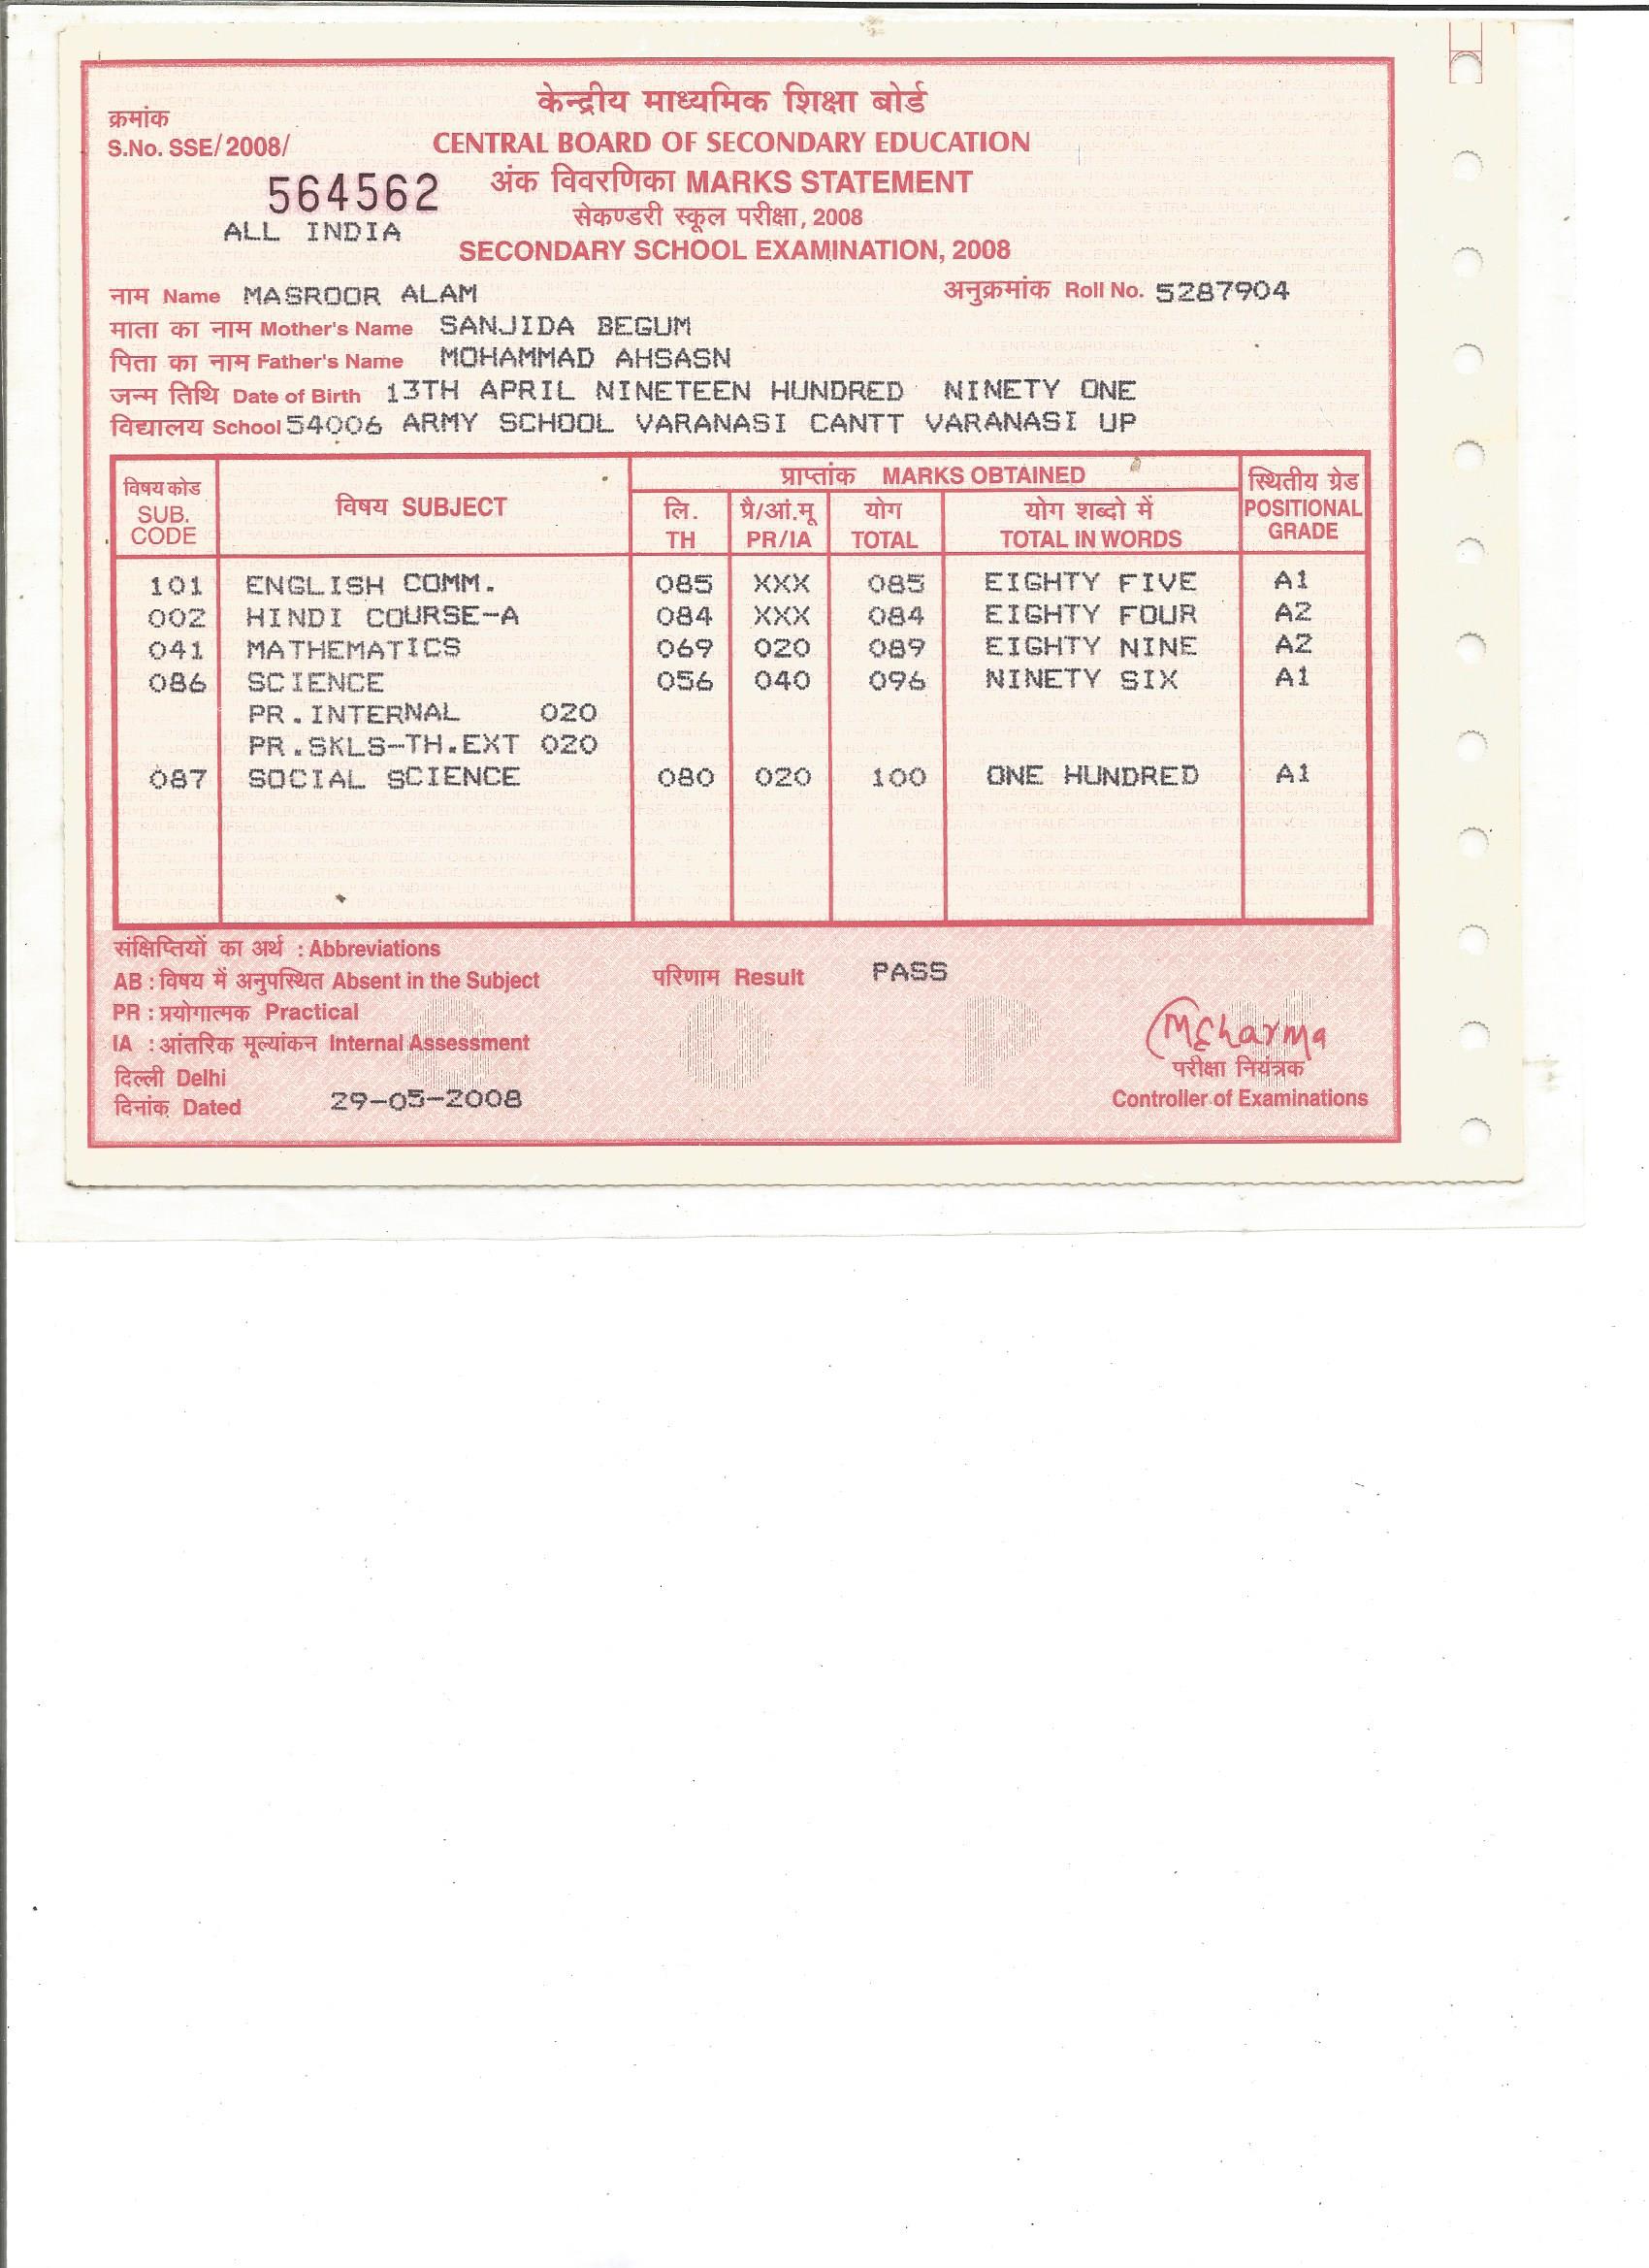 केन्द्रीय माध्यमिक शिक्षा बोर्ड
क्रमांक
S.No. SSE/2008/
CENTRAL BOARD OF SECONDARY EDUCATION
564562
अंक विवरणिका MARKS STATEMENT
ALL INDIA
सेकण्डरी स्कूल परीक्षा, 2008
SECONDARY SCHOOL EXAMINATION, 2008
नाम Name MASROOR ALAM अनुक्रमांक Roll No. 5287904
माता का नाम Mother's Name SANJIDA BEGUM
पिता का नाम Father's Name MOHAMMAD AHSASN
जन्म तिथि Date of Birth 13TH APRIL NINETEEN HUNDRED NINETY ONE
विद्यालय School 54006 ARMY SCHOOL VARANASI CANTT VARANASI UP
विषय कोड SUB. CODE विषय SUBJECT प्राप्तांक MARKS OBTAINED स्थितीय ग्रेड POSITIONAL GRADE
लि. TH प्रै/आं.मू PR/IA योग TOTAL योग शब्दो में TOTAL IN WORDS
101 ENGLISH COMM. 085 XXX 085 EIGHTY FIVE A1
002 HINDI COURSE-A 084 XXX 084 EIGHTY FOUR A2
041 MATHEMATICS 069 020 089 EIGHTY NINE A2
086 SCIENCE 056 040 096 NINETY SIX A1
PR.INTERNAL 020
PR.SKLS-TH.EXT 020
087 SOCIAL SCIENCE 080 020 100 ONE HUNDRED A1
संक्षिप्तियों का अर्थ : Abbreviations
AB : विषय में अनुपस्थित Absent in the Subject परिणाम Result PASS
PR : प्रयोगात्मक Practical
IA : आंतरिक मूल्यांकन Internal Assessment
परीक्षा नियंत्रक
दिल्ली Delhi
दिनांक Dated 29-05-2008 Controller of Examinations